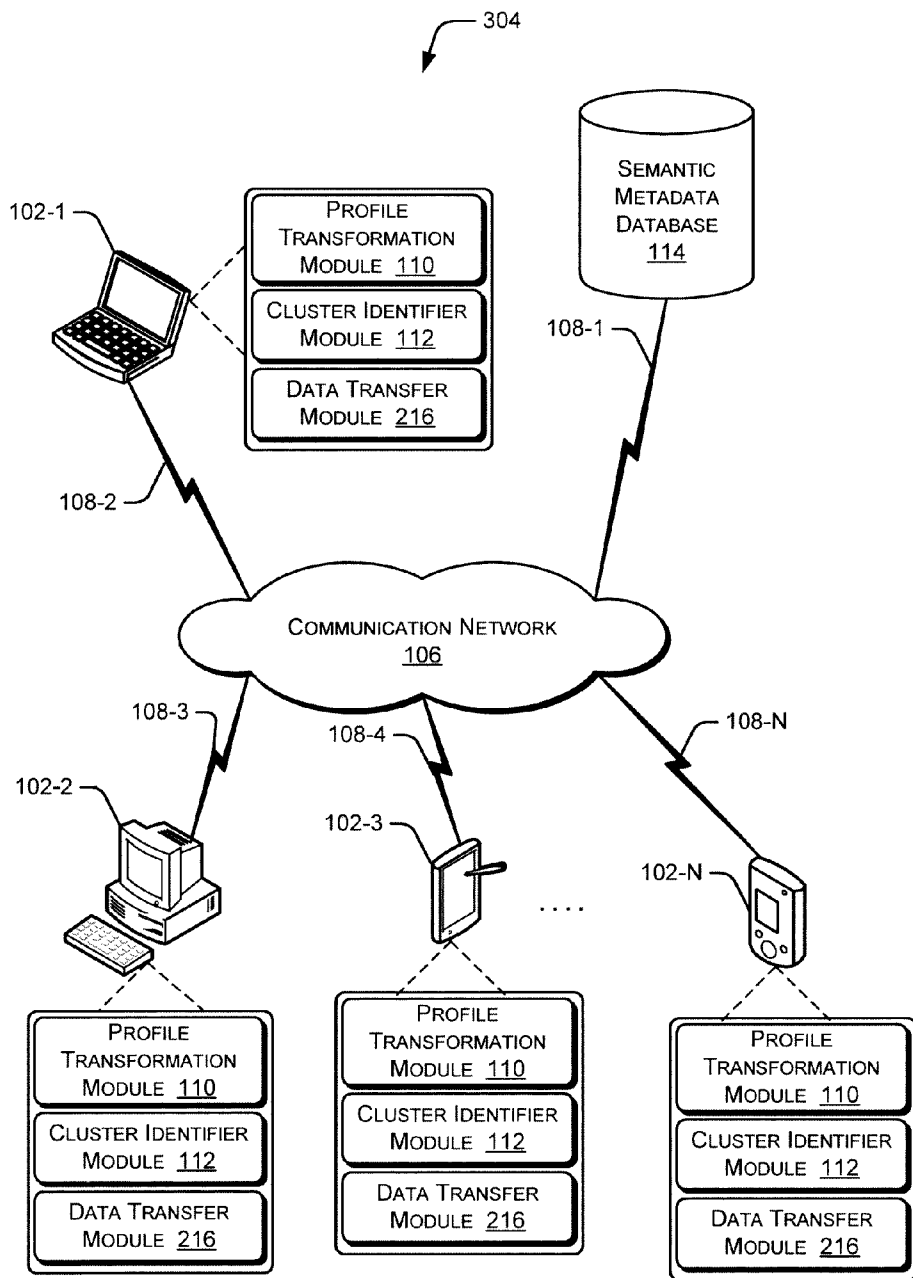 304
SEMANTIC
METADADA
DATABASE
114
102-1
PROFILE
TRANSFORMATION
MODULE 110
CLUSTER IDENTIFIER
MODULE 112
DATA TRANSFER
MODULE 216
108-1
108-2
COMMUNICATION NETWORK
106
108-3
108-4
108-N
102-2
102-3
102-N
....
PROFILE
TRANSFORMATION
MODULE 110
CLUSTER IDENTIFIER
MODULE 112
DATA TRANSFER
MODULE 216
PROFILE
TRANSFORMATION
MODULE 110
CLUSTER IDENTIFIER
MODULE 112
DATA TRANSFER
MODULE 216
PROFILE
TRANSFORMATION
MODULE 110
CLUSTER IDENTIFIER
MODULE 112
DATA TRANSFER
MODULE 216